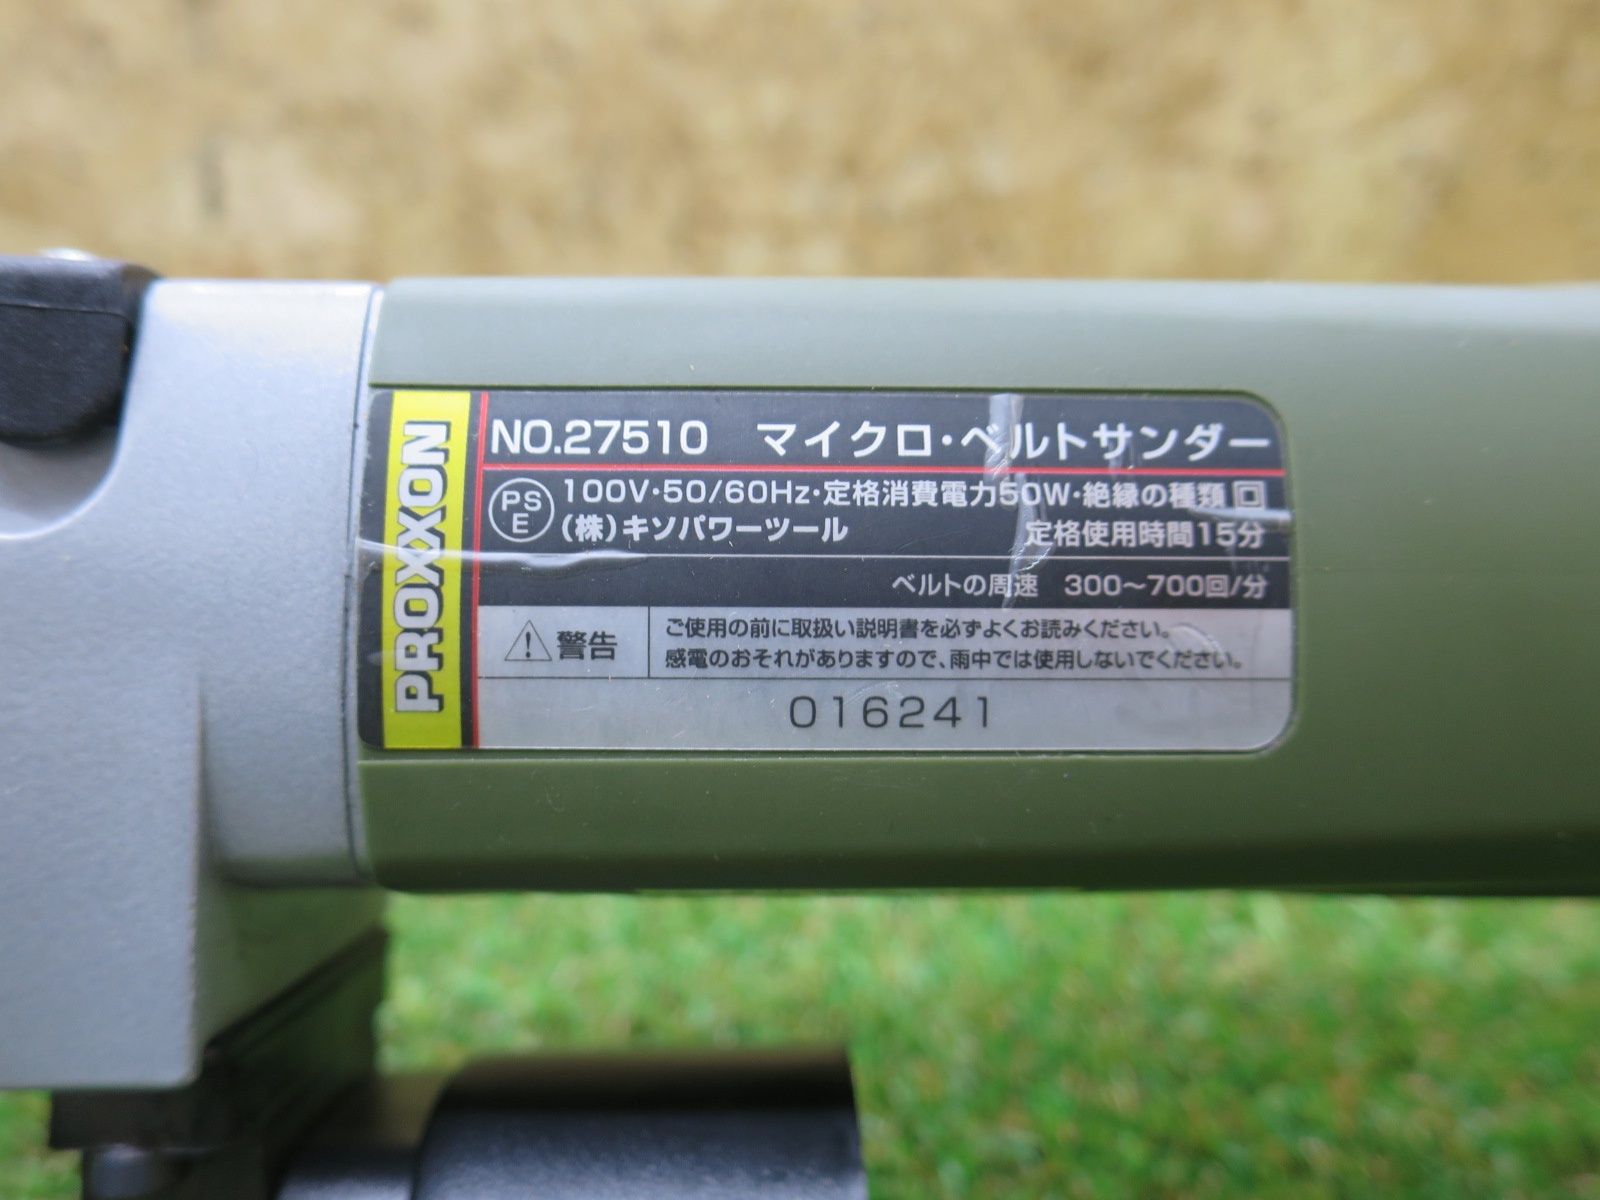 PROXXON
NO.27510 マイクロ・ベルトサンダー
PSE 100V・50/60Hz・定格消費電力50W・絶縁の種類 回
(株)キソパワーツール 定格使用時間15分
ベルトの周速 300～700回/分
警告
ご使用の前に取扱い説明書を必ずよくお読みください。
感電のおそれがありますので、雨中では使用しないでください。
016241